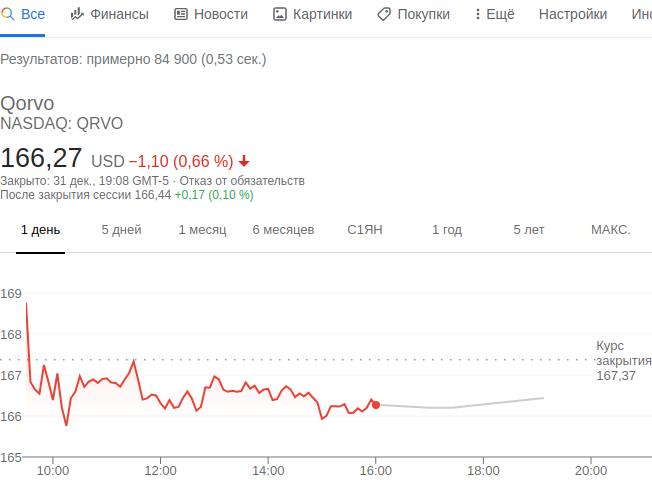 Все Финансы Новости Картинки Покупки Ещё Настройки Инс
Результатов: примерно 84 900 (0,53 сек.)
Qorvo
NASDAQ: QRVO
166,27 USD −1,10 (0,66 %)
Закрыто: 31 дек., 19:08 GMT-5 · Отказ от обязательств
После закрытия сессии 166,44 +0,17 (0,10 %)
1 день 5 дней 1 месяц 6 месяцев С1ЯН 1 год 5 лет МАКС.
169
168
Курс
закрытия
167 167,37
166
165
10:00 12:00 14:00 16:00 18:00 20:00